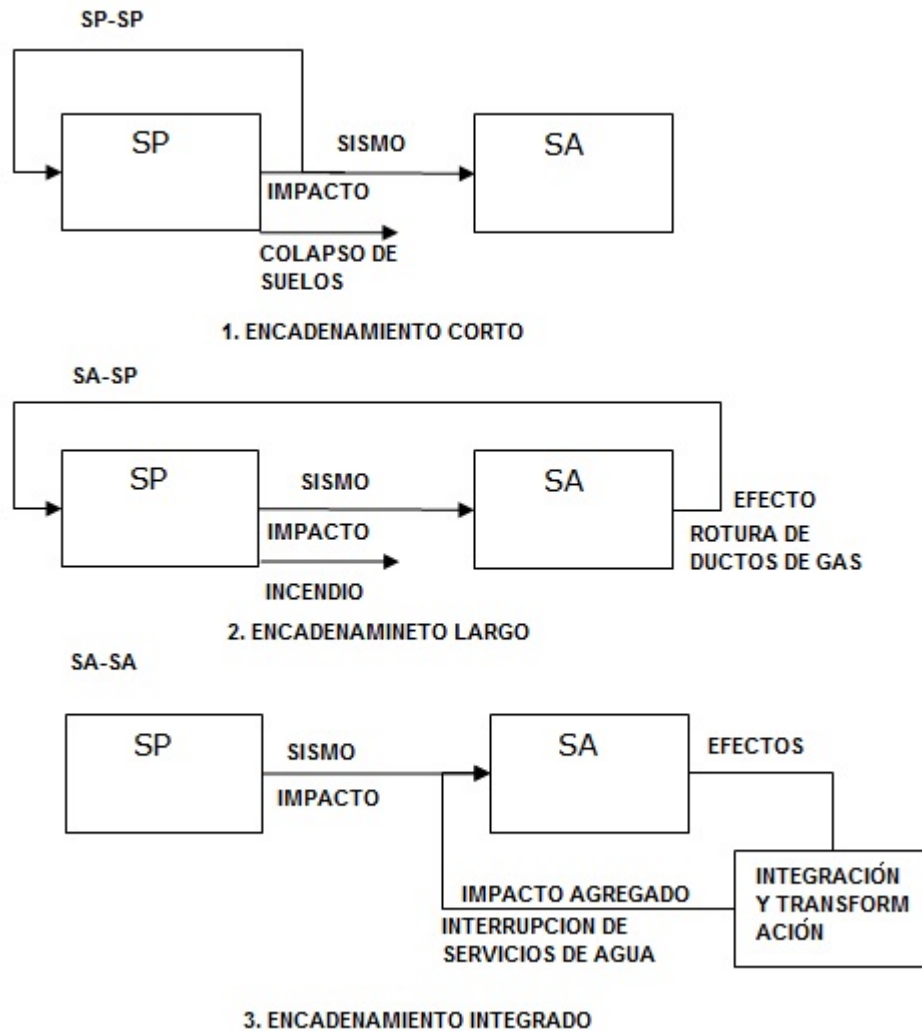 SP-SP
SP
SISMO
SA
IMPACTO
COLAPSO DE
SUELOS
1. ENCADENAMIENTO CORTO
SA-SP
SP
SISMO
SA
EFECTO
IMPACTO
ROTURA DE
DUCTOS DE GAS
INCENDIO
2. ENCADENAMINETO LARGO
SA-SA
SP
SISMO
SA
EFECTOS
IMPACTO
IMPACTO AGREGADO
INTERRUPCION DE
SERVICIOS DE AGUA
INTEGRACIÓN
Y TRANSFORM
ACIÓN
3. ENCADENAMIENTO INTEGRADO